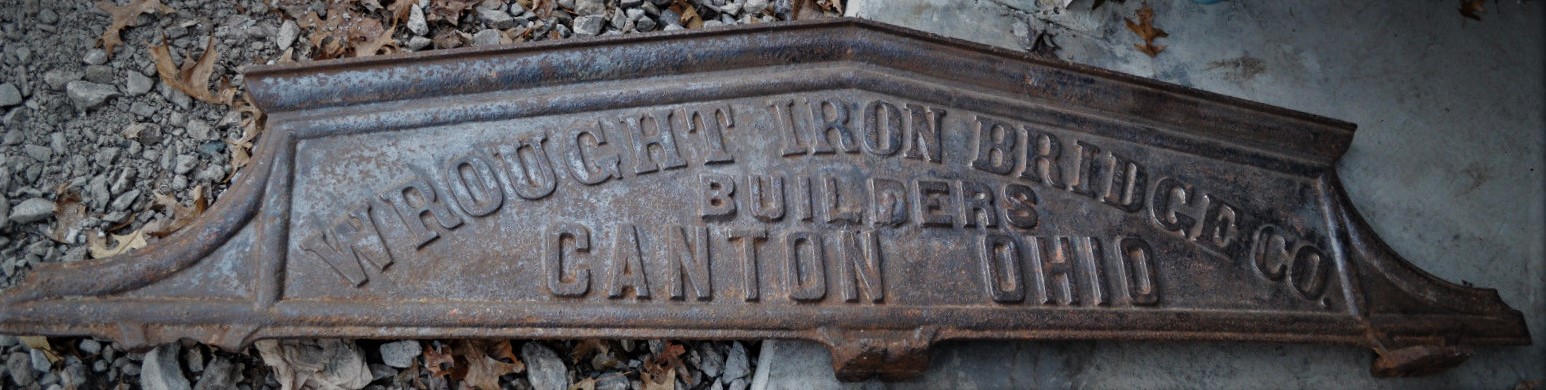 WROUGHT IRON BRIDGE CO.
BUILDERS
CANTON OHIO